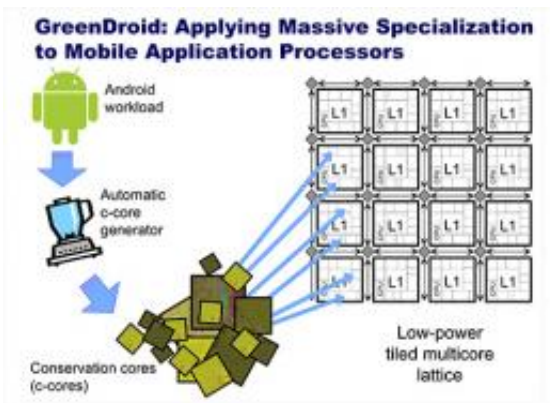 GreenDroid: Applying Massive Specialization
to Mobile Application Processors
Android
workload
Automatic
c-core
generator
Conservation cores
(c-cores)
L1 L1 L1 L1
L1 L1 L1 L1
L1 L1 L1 L1
L1 L1 L1 L1
Low-power
tiled multicore
lattice